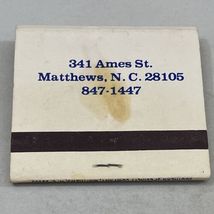 341 Ames St.
Matthews, N. C. 28105
847-1447